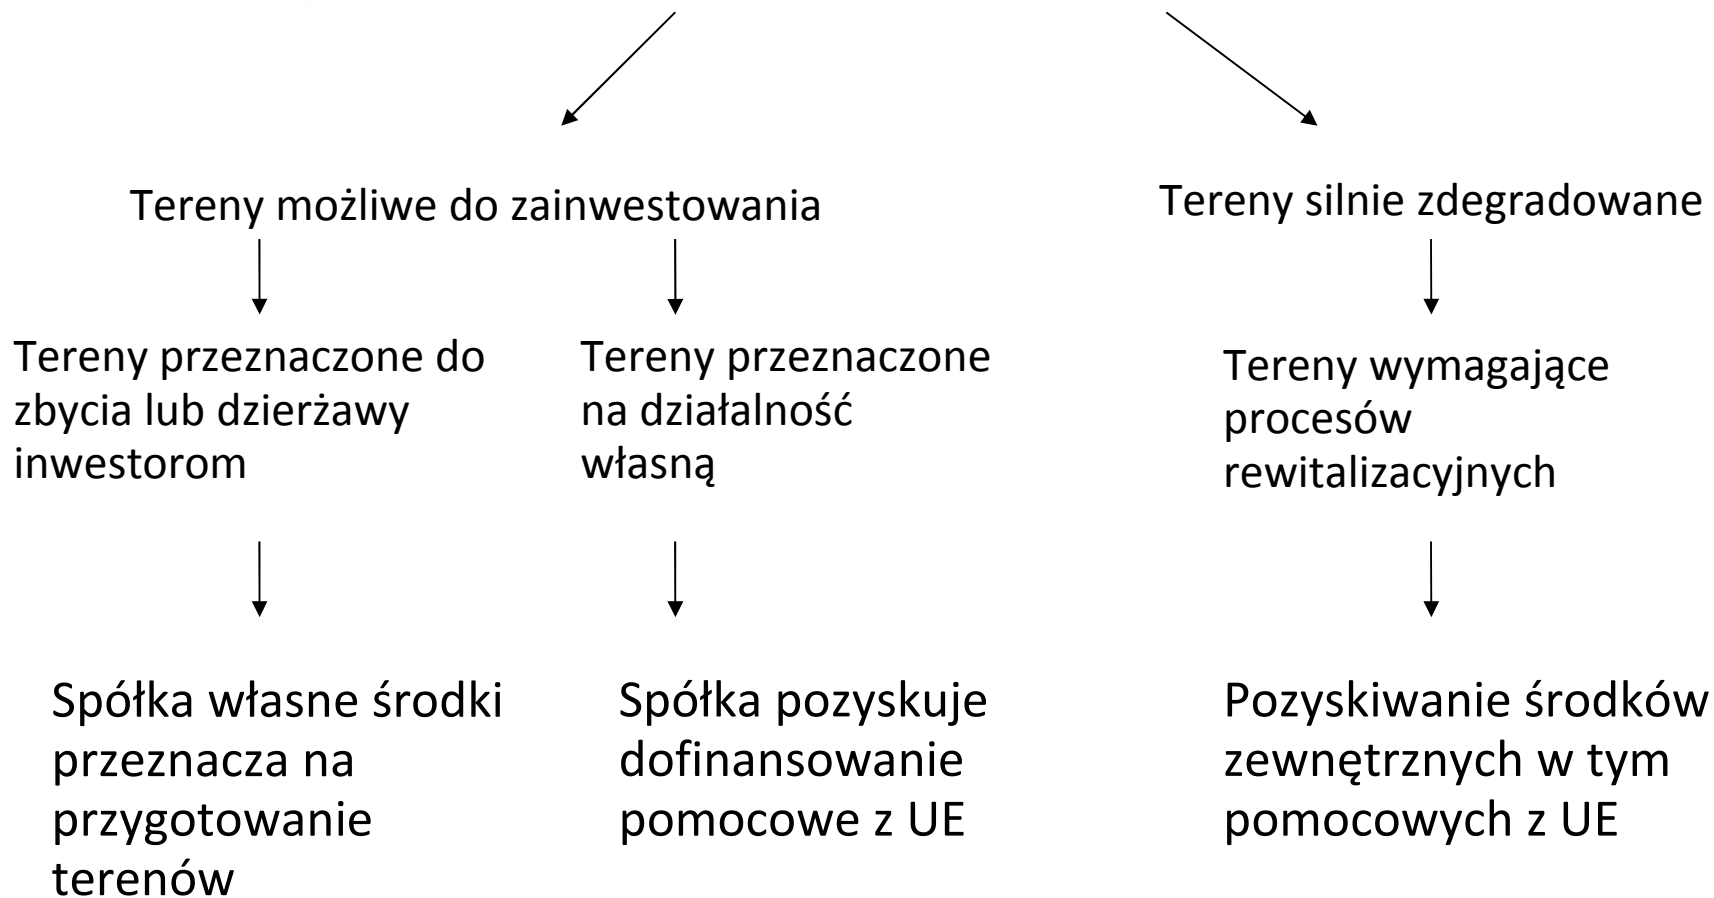 Tereny możliwe do zainwestowania
Tereny silnie zdegradowane
Tereny przeznaczone do
zbycia lub dzierżawy
inwestorom
Tereny przeznaczone
na działalność
własną
Tereny wymagające
procesów
rewitalizacyjnych
Spółka własne środki
przeznacza na
przygotowanie
terenów
Spółka pozyskuje
dofinansowanie
pomocowe z UE
Pozyskiwanie środków
zewnętrznych w tym
pomocowych z UE